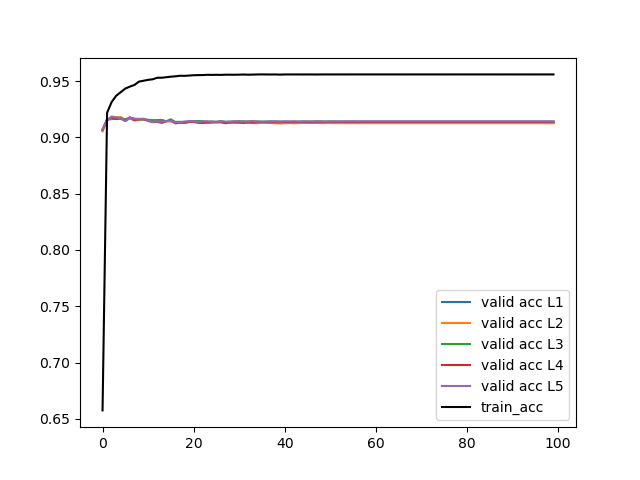 0.95
0.90
0.85
0.80
0.75
0.70
0.65
valid acc L1
valid acc L2
valid acc L3
valid acc L4
valid acc L5
train_acc
0 20 40 60 80 100